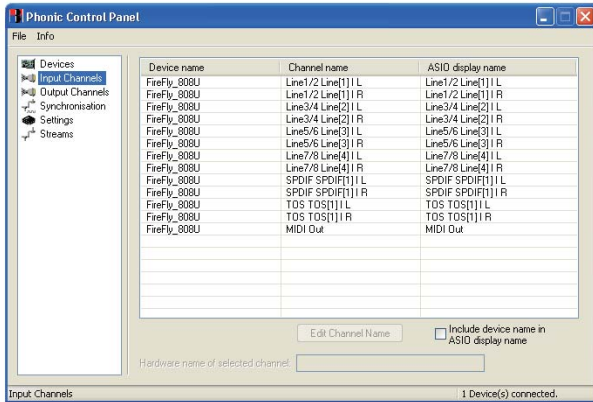 Phonic Control Panel
File Info
Devices
Input Channels
Output Channels
Synchronisation
Settings
Streams
Device name Channel name ASIO display name
FireFly_808U Line1/2 Line[1] I L Line1/2 Line[1] I L
FireFly_808U Line1/2 Line[1] I R Line1/2 Line[1] I R
FireFly_808U Line3/4 Line[2] I L Line3/4 Line[2] I L
FireFly_808U Line3/4 Line[2] I R Line3/4 Line[2] I R
FireFly_808U Line5/6 Line[3] I L Line5/6 Line[3] I L
FireFly_808U Line5/6 Line[3] I R Line5/6 Line[3] I R
FireFly_808U Line7/8 Line[4] I L Line7/8 Line[4] I L
FireFly_808U Line7/8 Line[4] I R Line7/8 Line[4] I R
FireFly_808U SPDIF SPDIF[1] I L SPDIF SPDIF[1] I L
FireFly_808U SPDIF SPDIF[1] I R SPDIF SPDIF[1] I R
FireFly_808U TOS TOS[1] I L TOS TOS[1] I L
FireFly_808U TOS TOS[1] I R TOS TOS[1] I R
FireFly_808U MIDI Out MIDI Out
Edit Channel Name
Include device name in
ASIO display name
Hardware name of selected channel:
Input Channels 1 Device(s) connected.